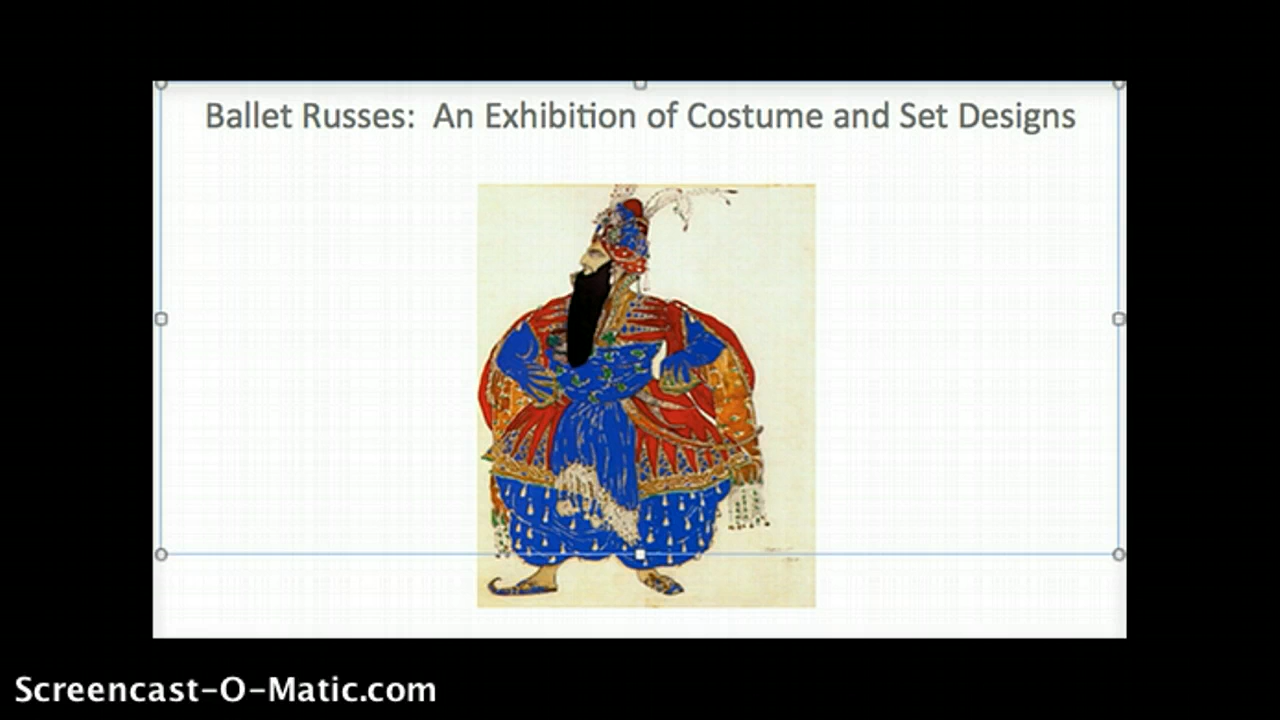 Ballet Russes:  An Exhibition of Costume and Set Designs
Screencast-O-Matic.com